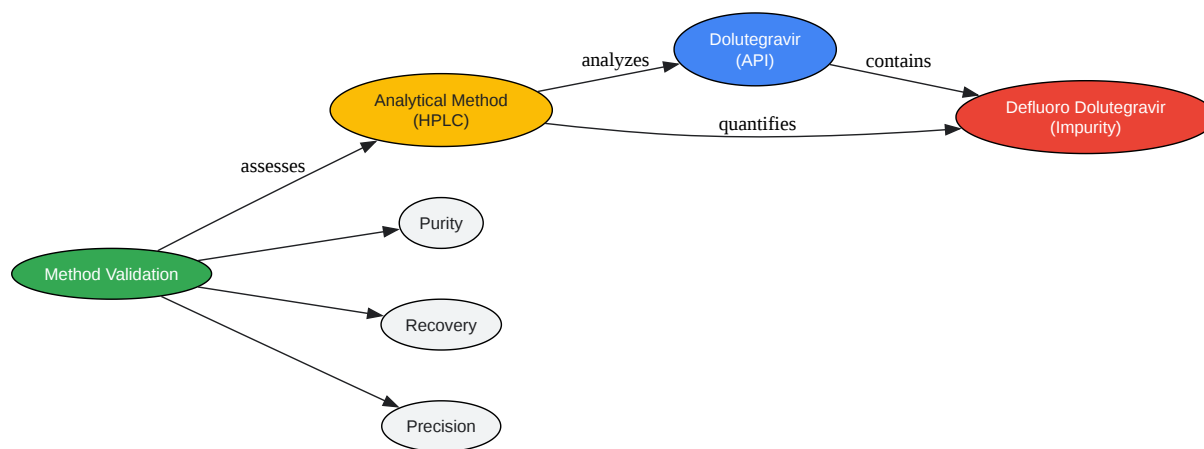 Dolutegravir
(API)
analyzes
contains
Analytical Method
(HPLC)
Defluoro Dolutegravir
(Impurity)
quantifies
assesses
Purity
Method Validation
Recovery
Precision